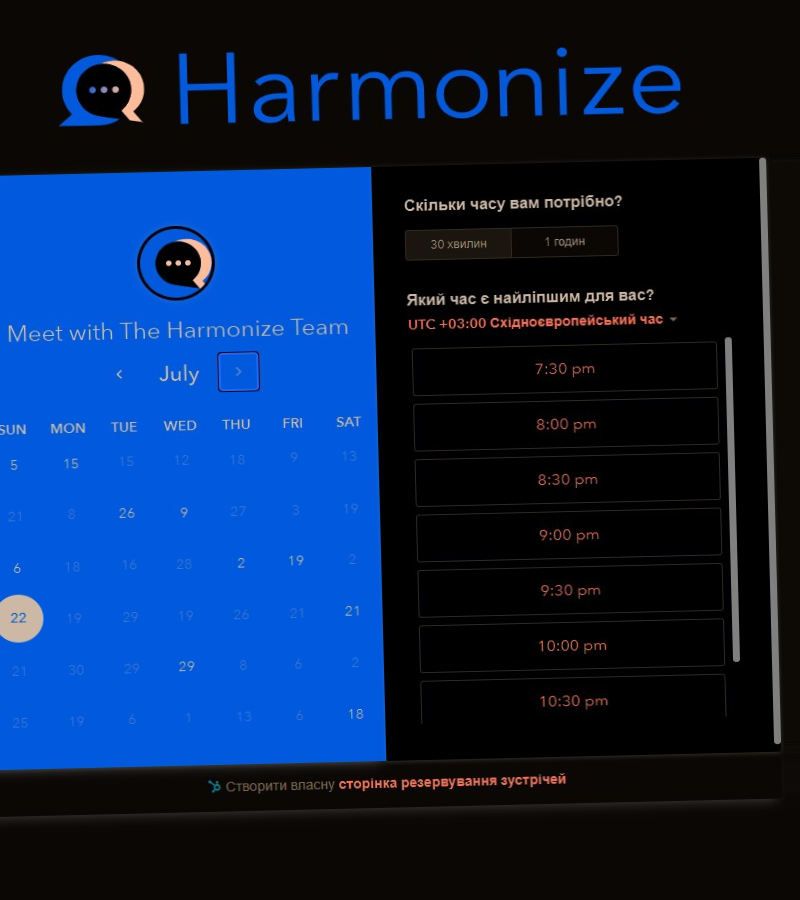 Harmonize
Meet with The Harmonize Team
July
SUN MON TUE WED THU FRI SAT
5 15 15 12 18 9 13
21 8 26 9 27 3 19
6 18 16 28 2 19 2
22 19 29 19 26 21 21
21 30 29 29 8 6 2
25 19 6 1 13 6 18
Скільки часу вам потрібно?
30 хвилин 1 годин
Який час є найліпшим для вас?
UTC +03:00 Східноєвропейський час
7:30 pm
8:00 pm
8:30 pm
9:00 pm
9:30 pm
10:00 pm
10:30 pm
Створити власну сторінка резервування зустрічей